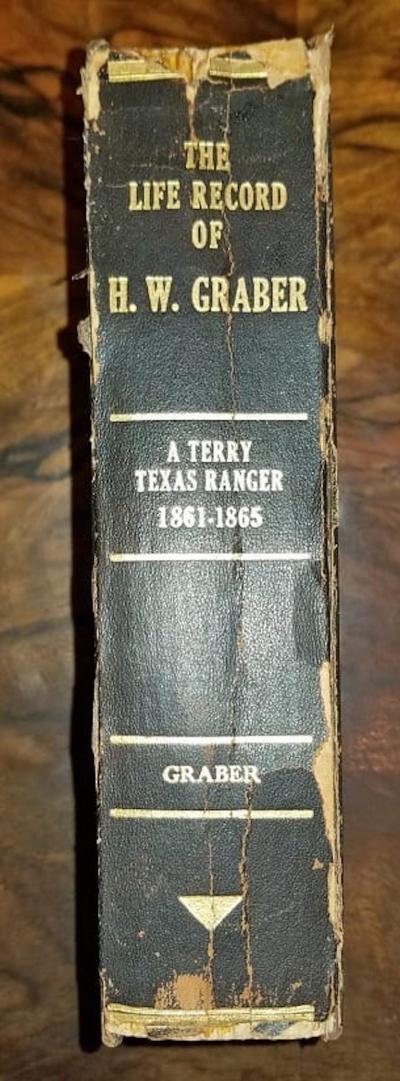 THE
LIFE RECORD
OF
H. W. GRABER
A TERRY
TEXAS RANGER
1861-1865
GRABER